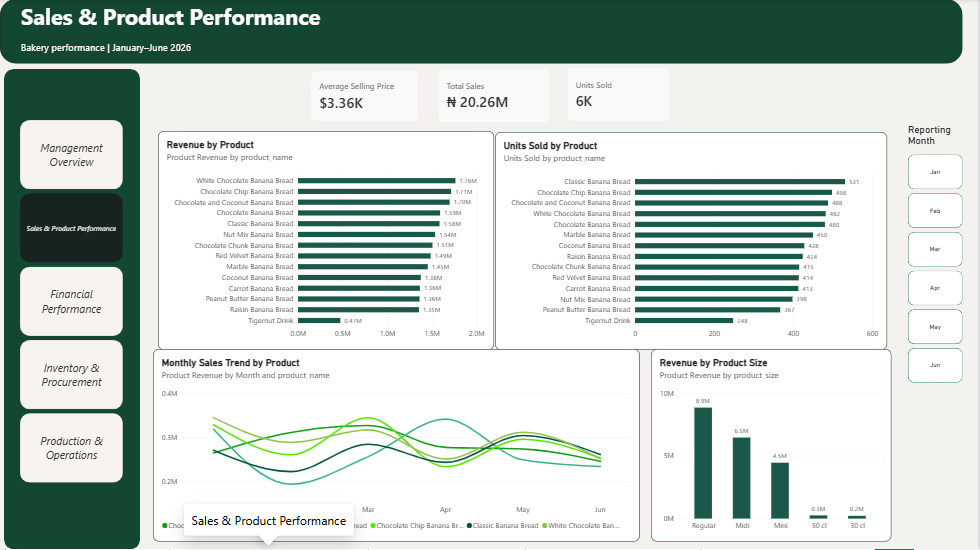 Sales & Product Performance
Bakery performance | January–June 2026
Management
Overview
Sales & Product Performance
Financial
Performance
Inventory &
Procurement
Production &
Operations
Average Selling Price
$3.36K
Total Sales
₦ 20.26M
Units Sold
6K
Reporting
Month
Jan
Feb
Mar
Apr
May
Jun
Revenue by Product
Product Revenue by product_name
White Chocolate Banana Bread 1.76M
Chocolate Chip Banana Bread 1.71M
Chocolate and Coconut Banana Bread 1.70M
Chocolate Banana Bread 1.59M
Classic Banana Bread 1.58M
Nut Mix Banana Bread 1.54M
Chocolate Chunk Banana Bread 1.51M
Red Velvet Banana Bread 1.49M
Marble Banana Bread 1.45M
Coconut Banana Bread 1.38M
Carrot Banana Bread 1.36M
Peanut Butter Banana Bread 1.36M
Raisin Banana Bread 1.35M
Tigernut Drink 0.47M
0.0M 0.5M 1.0M 1.5M 2.0M
Units Sold by Product
Units Sold by product_name
Classic Banana Bread 531
Chocolate Chip Banana Bread 498
Chocolate and Coconut Banana Bread 488
White Chocolate Banana Bread 482
Chocolate Banana Bread 480
Marble Banana Bread 450
Coconut Banana Bread 428
Raisin Banana Bread 424
Chocolate Chunk Banana Bread 415
Red Velvet Banana Bread 414
Carrot Banana Bread 413
Nut Mix Banana Bread 398
Peanut Butter Banana Bread 367
Tigernut Drink 248
0 200 400 600
Monthly Sales Trend by Product
Product Revenue by Month and product_name
0.4M
0.3M
0.2M
Mar Apr May Jun
Choc
ead Chocolate Chip Banana Br... Classic Banana Bread White Chocolate Ban...
Sales & Product Performance
Revenue by Product Size
Product Revenue by product_size
10M
5M
0M
8.9M
6.5M
4.5M
0.3M
0.2M
Regular Midi Mini 50 cl 30 cl